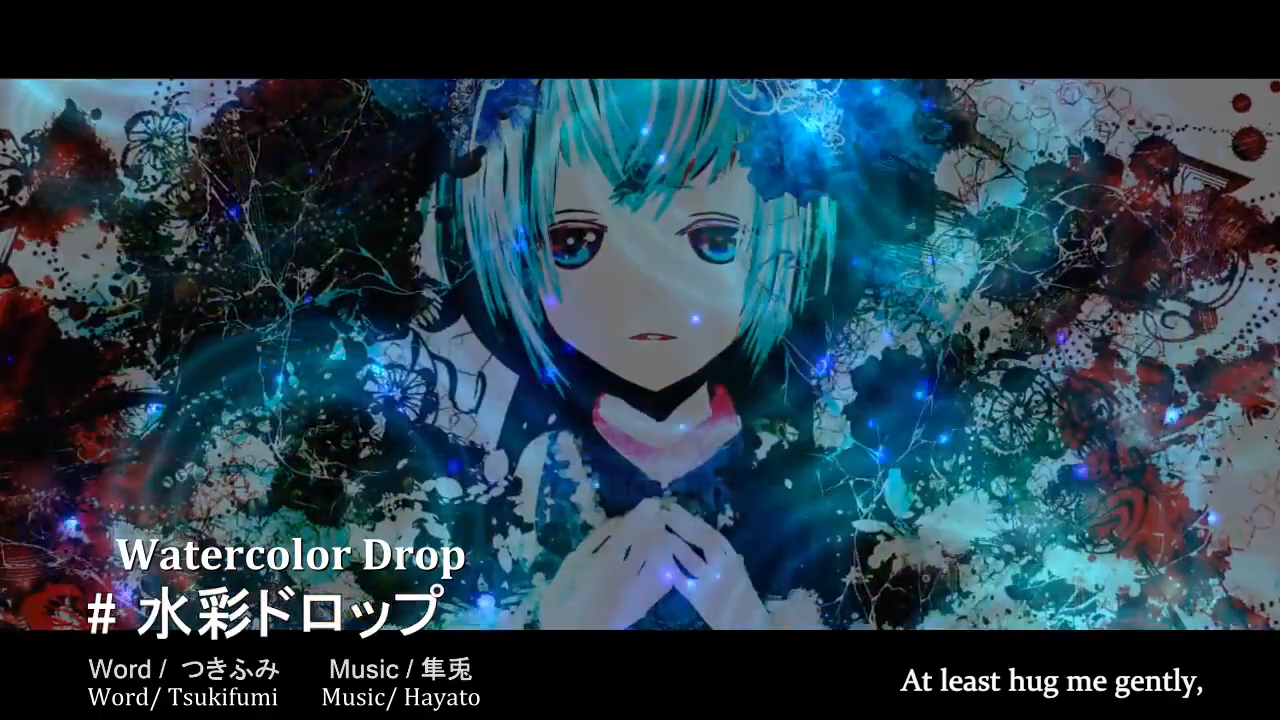 Watercolor Drop
# 水彩ドロップ
Word / つきふみ Music / 隼兎
Word/ Tsukifumi Music/ Hayato
At least hug me gently,